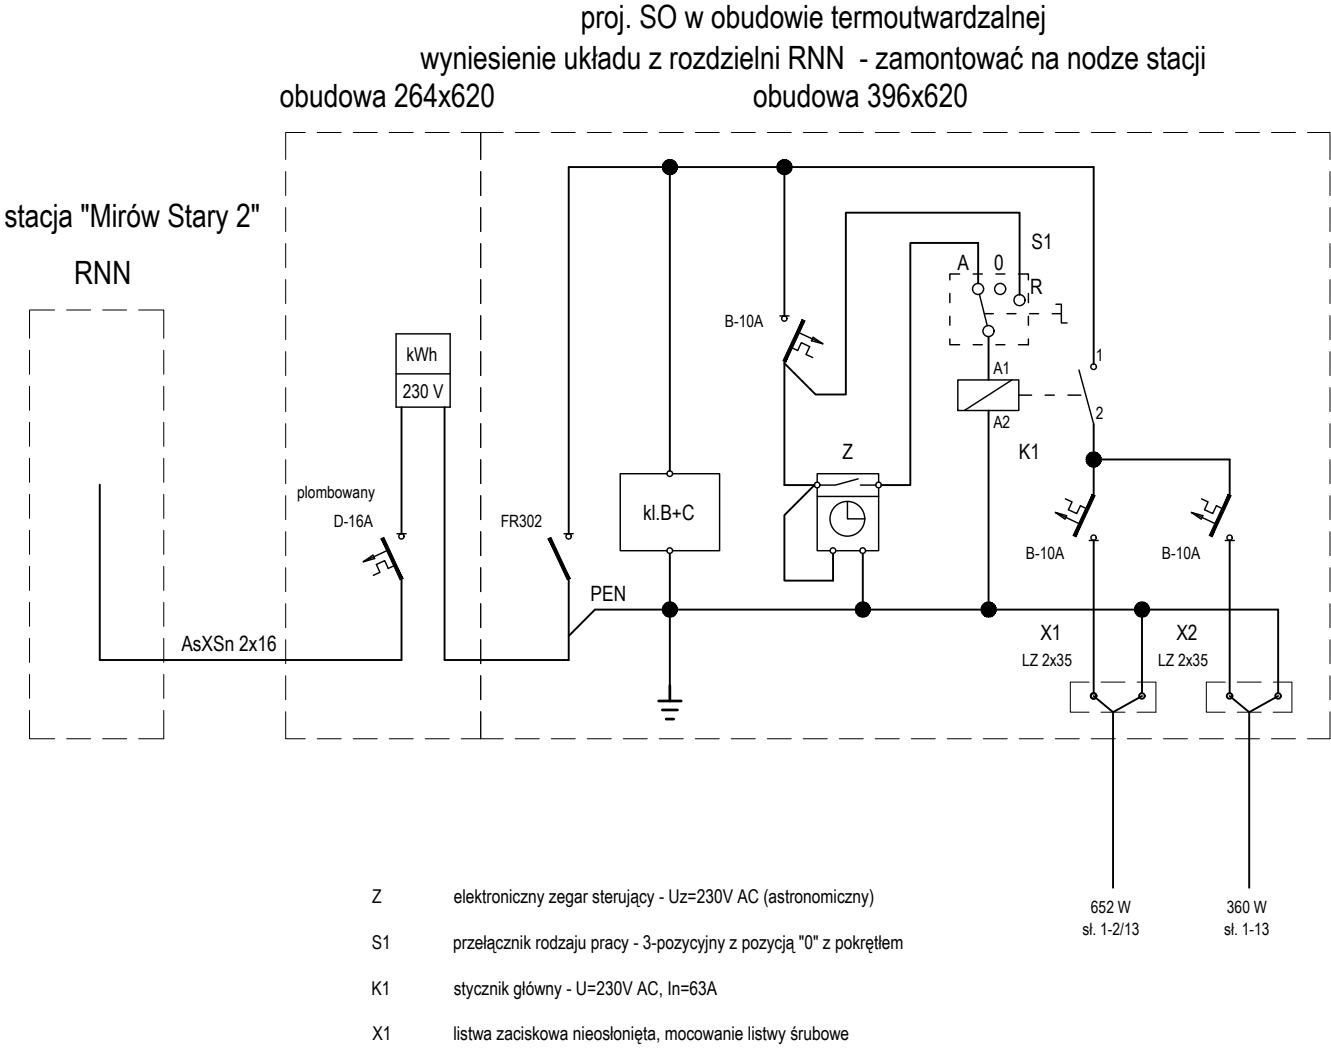 proj. SO w obudowie termoutwardzalnej
wyniesienie układu z rozdzielni RNN - zamontować na nodze stacji
obudowa 264x620
obudowa 396x620
stacja "Mirów Stary 2"
RNN
kWh
230 V
plombowany
D-16A
AsXSn 2x16
FR302
PEN
kl.B+C
B-10A
Z
S1
A 0 R
A1
A2
K1
1
2
B-10A
B-10A
X1
LZ 2x35
X2
LZ 2x35
652 W
sł. 1-2/13
360 W
sł. 1-13
Z elektroniczny zegar sterujący - Uz=230V AC (astronomiczny)
S1 przełącznik rodzaju pracy - 3-pozycyjny z pozycją "0" z pokrętłem
K1 stycznik główny - U=230V AC, In=63A
X1 listwa zaciskowa nieosłonięta, mocowanie listwy śrubowe